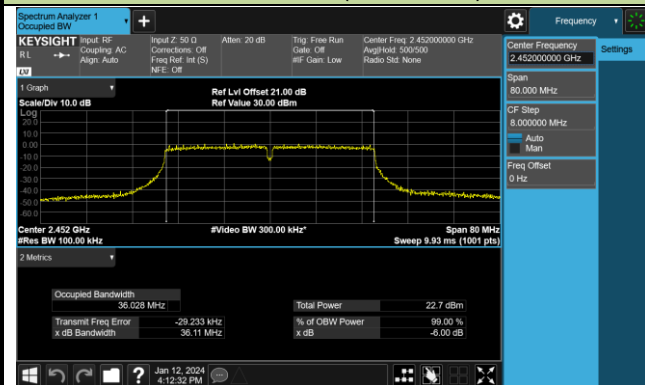 Spectrum Analyzer 1
Occupied BW
Frequency
KEYSIGHT
Input: RF
Coupling: AC
Align: Auto
Input Z: 50 Ω
Corrections: Off
Freq Ref: Int (S)
NFE: Off
Atten: 20 dB
Trig: Free Run
Gate: Off
#IF Gain: Low
Center Freq: 2.452000000 GHz
Avg|Hold: 500/500
Radio Std: None
RL
LXI
Center Frequency
2.452000000 GHz
Settings
Span
80.000 MHz
CF Step
8.000000 MHz
Auto
Man
Freq Offset
0 Hz
1 Graph
Scale/Div 10.0 dB
Ref Lvl Offset 21.00 dB
Ref Value 30.00 dBm
Log
20.0
10.0
0.00
-10.0
-20.0
-30.0
-40.0
-50.0
-60.0
Center 2.452 GHz
#Res BW 100.00 kHz
#Video BW 300.00 kHz*
Span 80 MHz
Sweep 9.93 ms (1001 pts)
2 Metrics
Occupied Bandwidth
36.028 MHz
Total Power 22.7 dBm
Transmit Freq Error -29.233 kHz
% of OBW Power 99.00 %
x dB Bandwidth 36.11 MHz
x dB -6.00 dB
Jan 12, 2024
4:12:32 PM